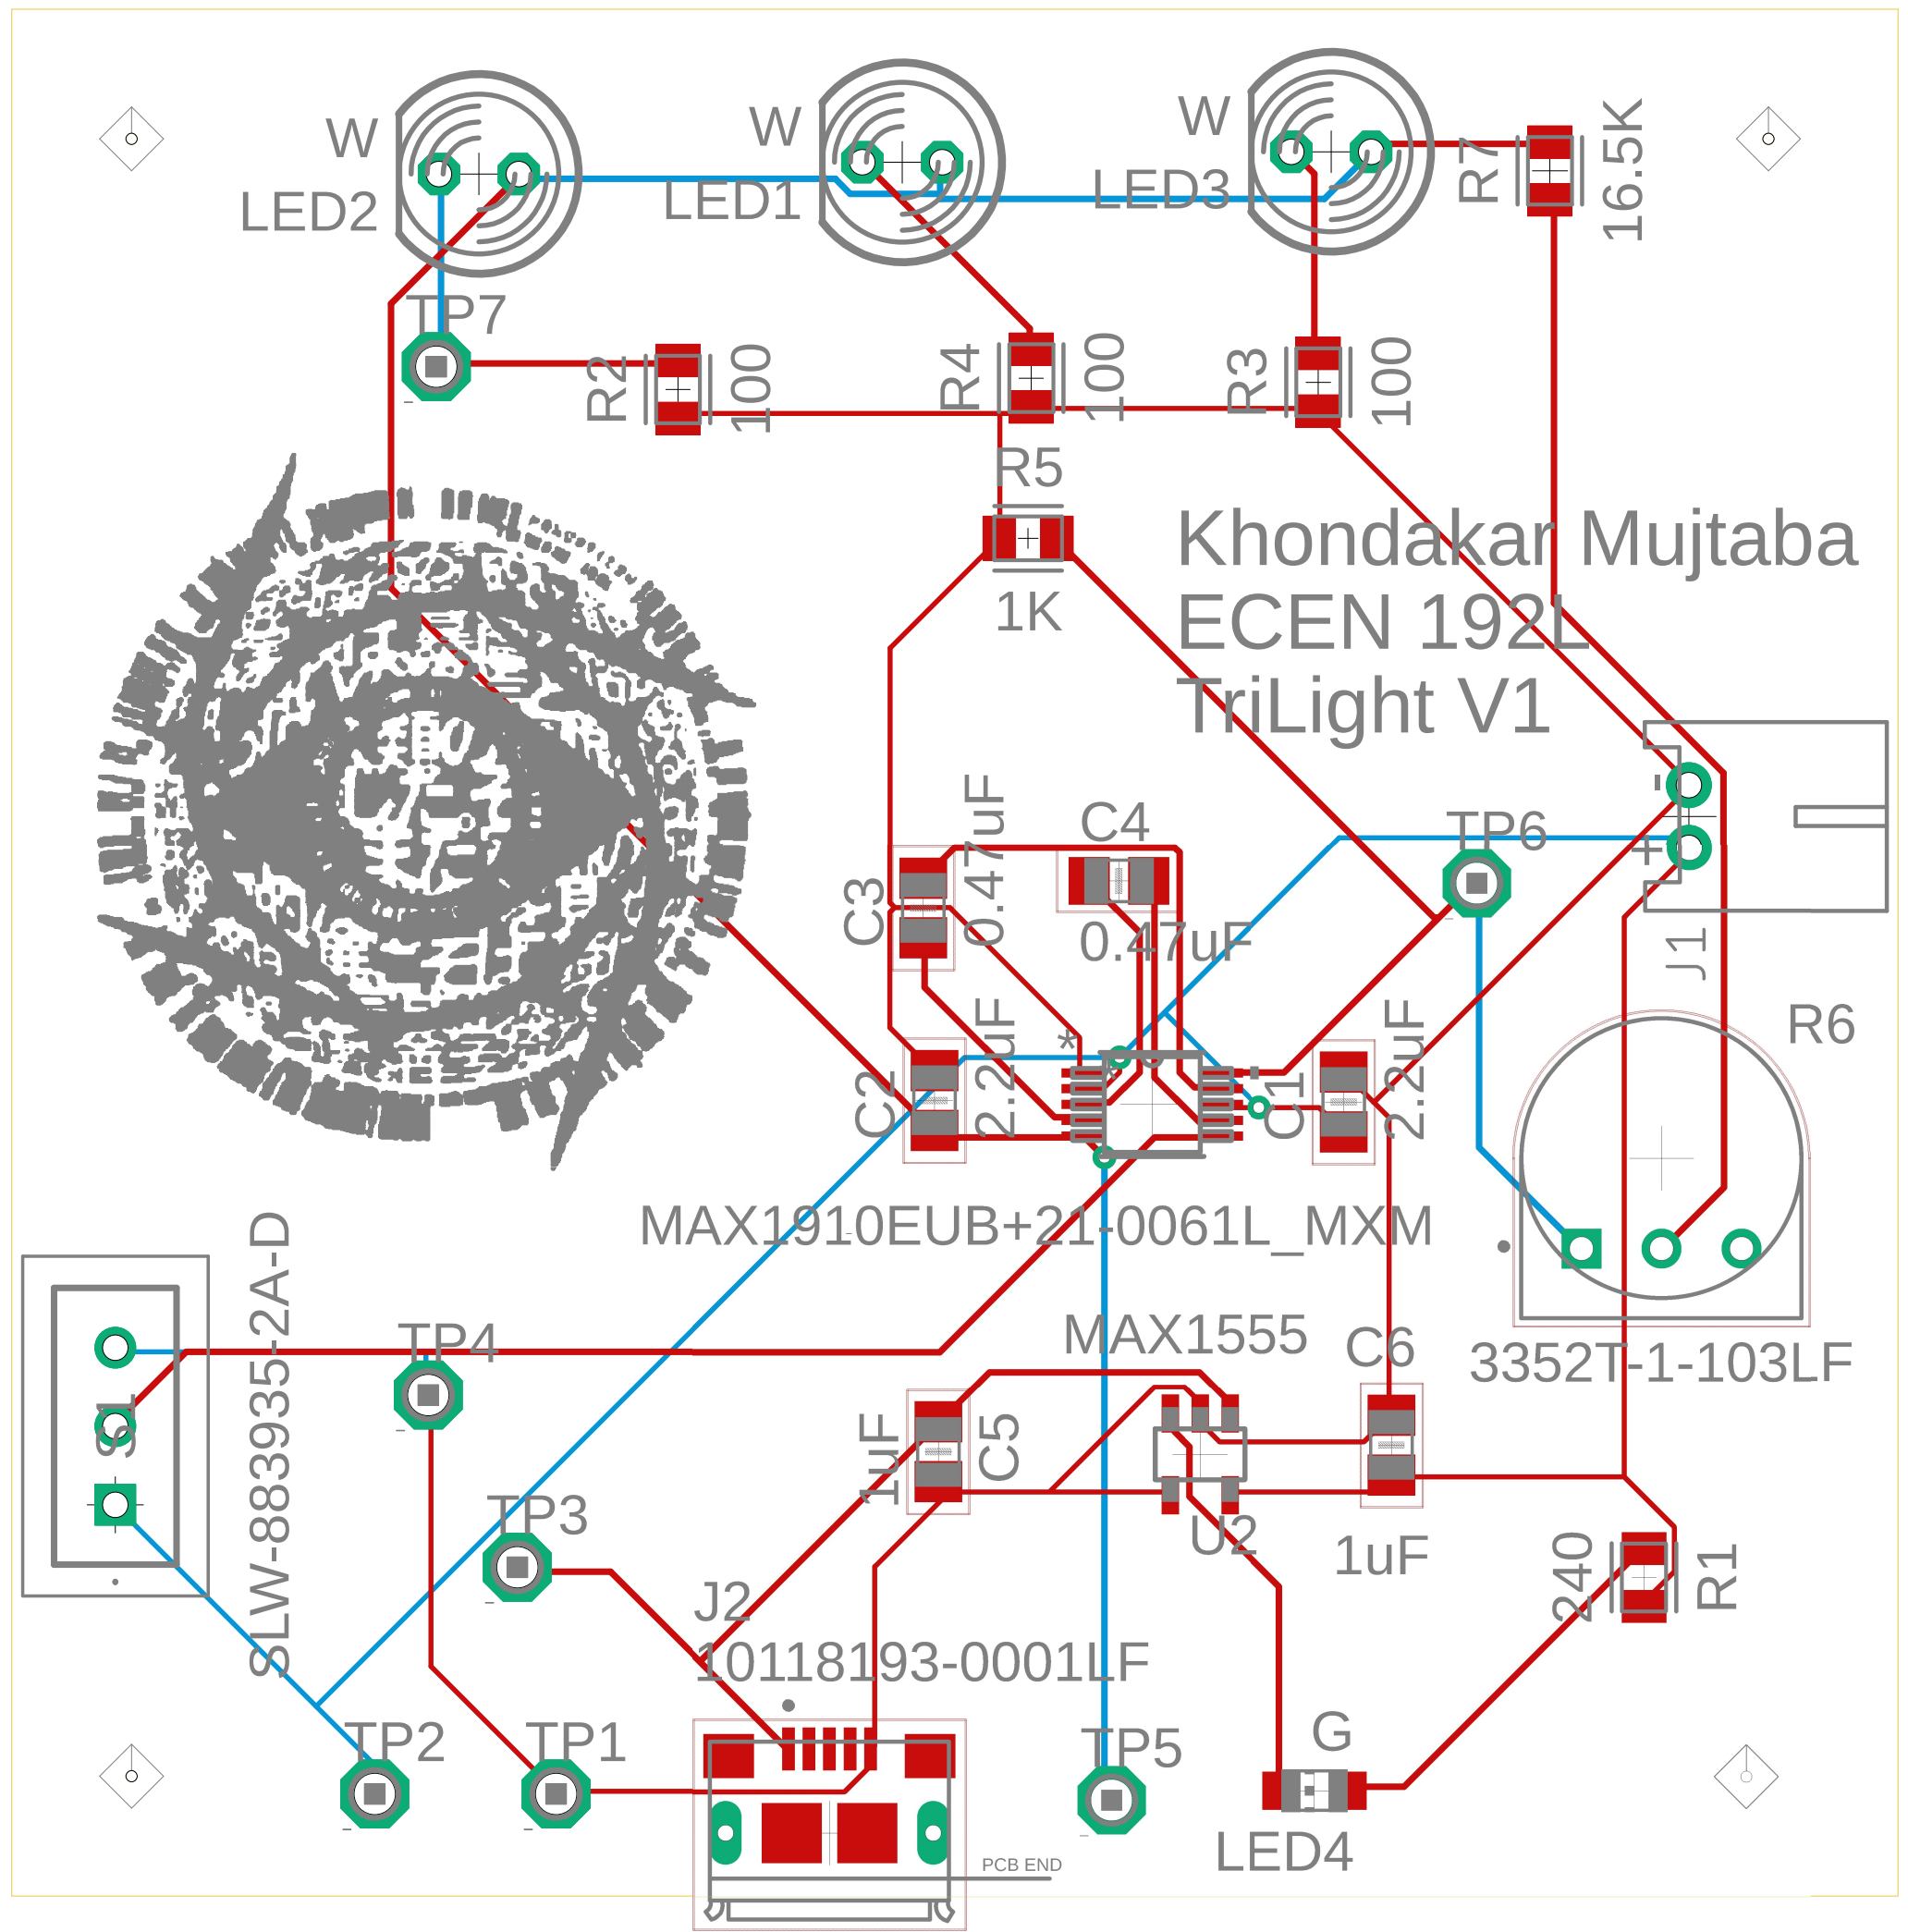 W
W
W
LED2
LED1
LED3
R7
16.5K
TP7
R2
100
R4
100
R3
100
R5
1K
Khondakar Mujtaba
ECEN 192L
TriLight V1
-
+
TP6
J1
C3
0.47uF
C4
0.47uF
R6
C2
2.2uF
*
C1
2.2uF
MAX1910EUB+21-0061L_MXM
3352T-1-103LF
S1
SLW-883935-2A-D
TP4
MAX1555
C6
1uF
C5
U2
1uF
TP3
J2
10118193-0001LF
240
R1
TP2
TP1
TP5
G
LED4
PCB END